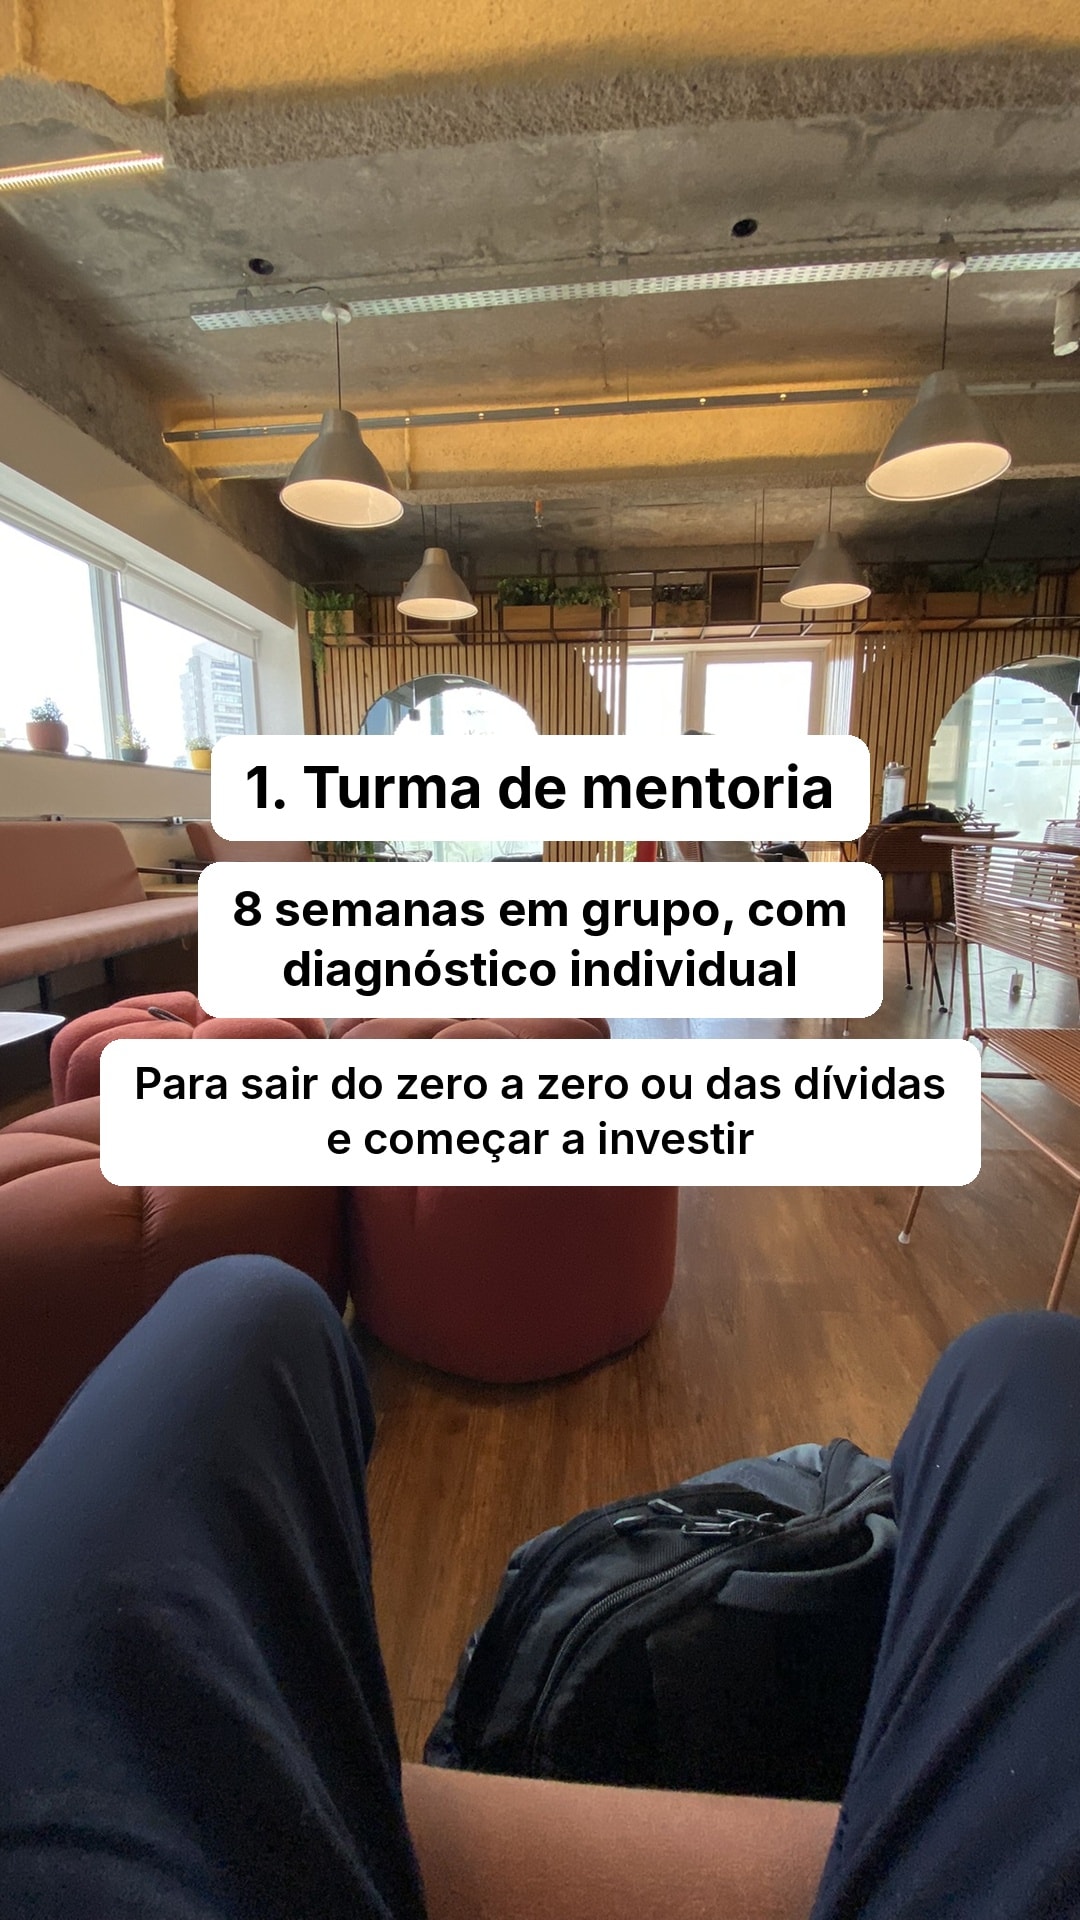 1. Turma de mentoria
8 semanas em grupo, com
diagnóstico individual
Para sair do zero a zero ou das dívidas
e começar a investir